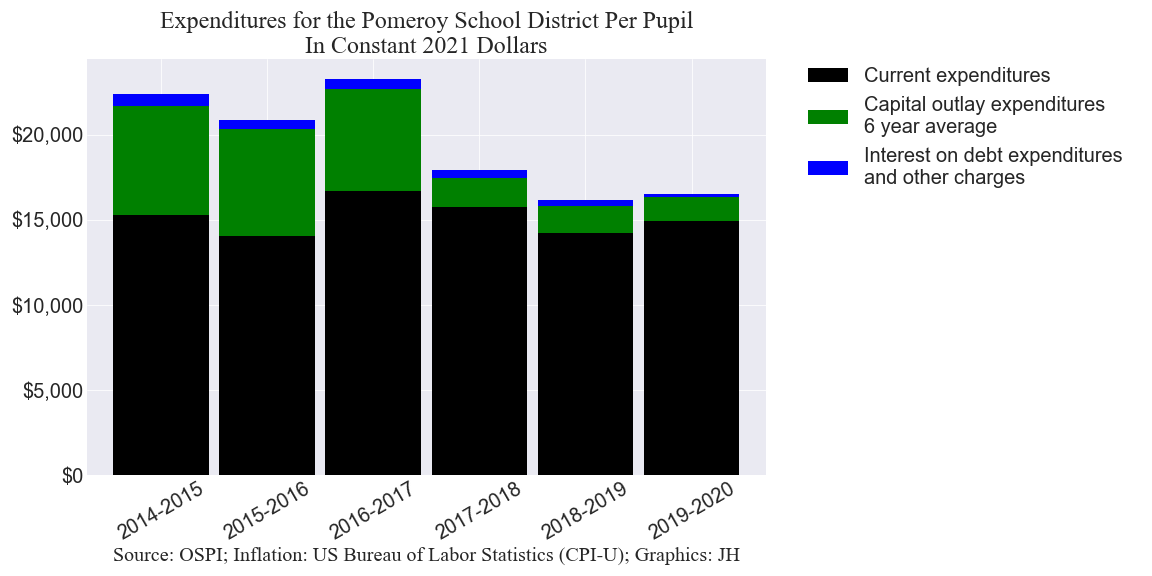 Expenditures for the Pomeroy School District Per Pupil
In Constant 2021 Dollars
Current expenditures
Capital outlay expenditures
6 year average
Interest on debt expenditures
and other charges
$20,000
$15,000
$10,000
$5,000
$0
2014-2015
2015-2016
2016-2017
2017-2018
2018-2019
2019-2020
Source: OSPI; Inflation: US Bureau of Labor Statistics (CPI-U); Graphics: JH